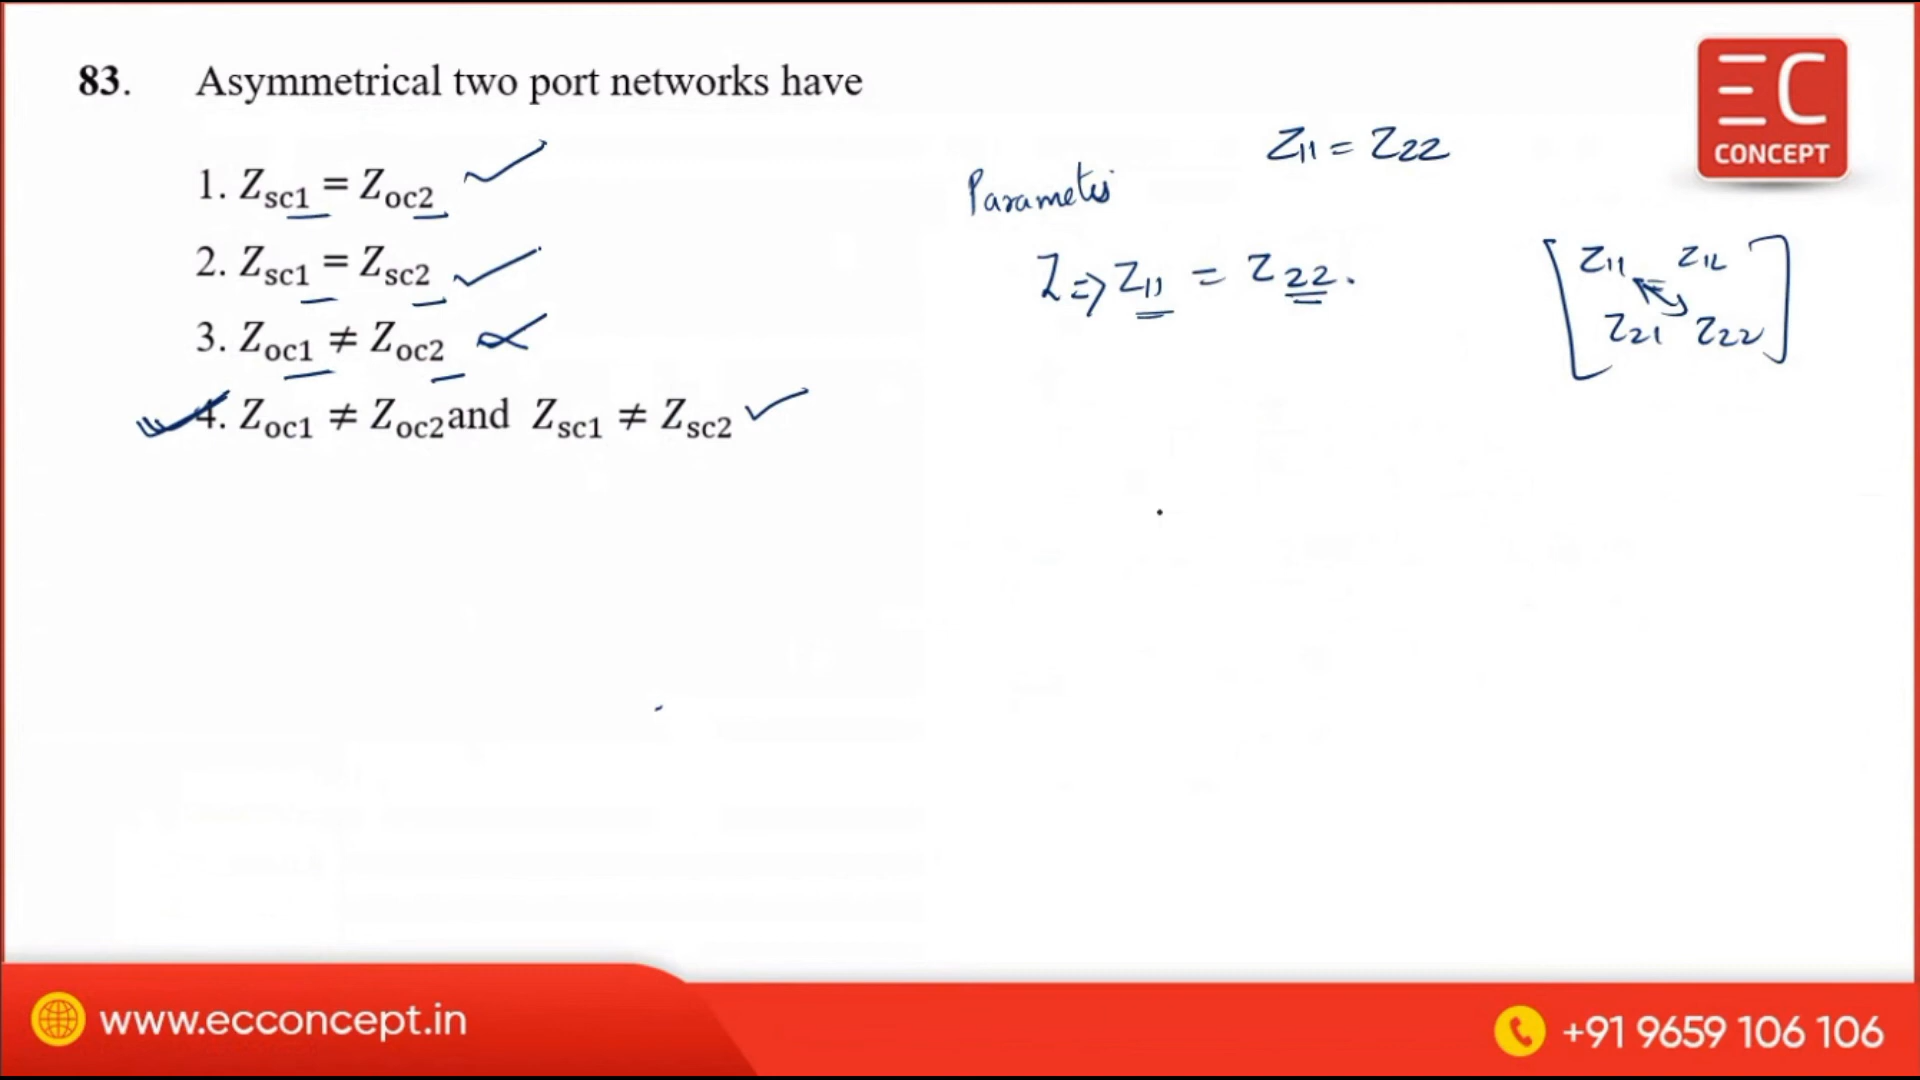 83. Asymmetrical two port networks have
1. Zsc1 = Zoc2
2. Zsc1 = Zsc2
3. Zoc1 ≠ Zoc2
4. Zoc1 ≠ Zoc2 and Zsc1 ≠ Zsc2
Z11 = Z22
Z ⇒ Z11 = Z22.
Z11 Z12
Z21 Z22
EC
CONCEPT
www.ecconcept.in
+91 9659 106 106